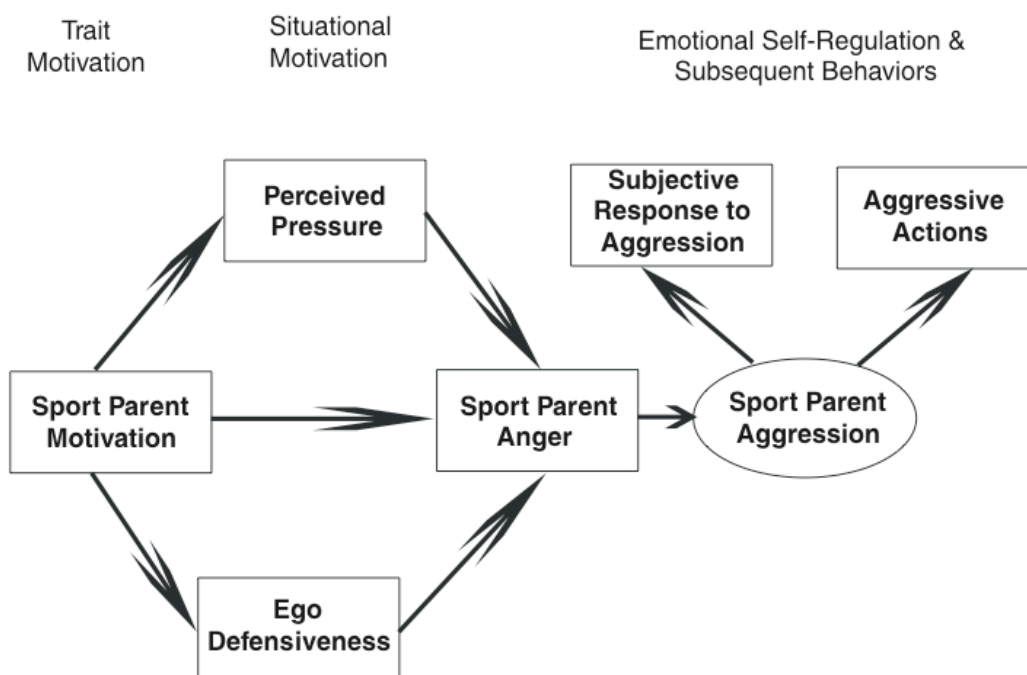 Trait
Motivation
Situational
Motivation
Emotional Self-Regulation &
Subsequent Behaviors
Perceived
Pressure
Subjective
Response to
Aggression
Aggressive
Actions
Sport Parent
Motivation
Sport Parent
Anger
Sport Parent
Aggression
Ego
Defensiveness